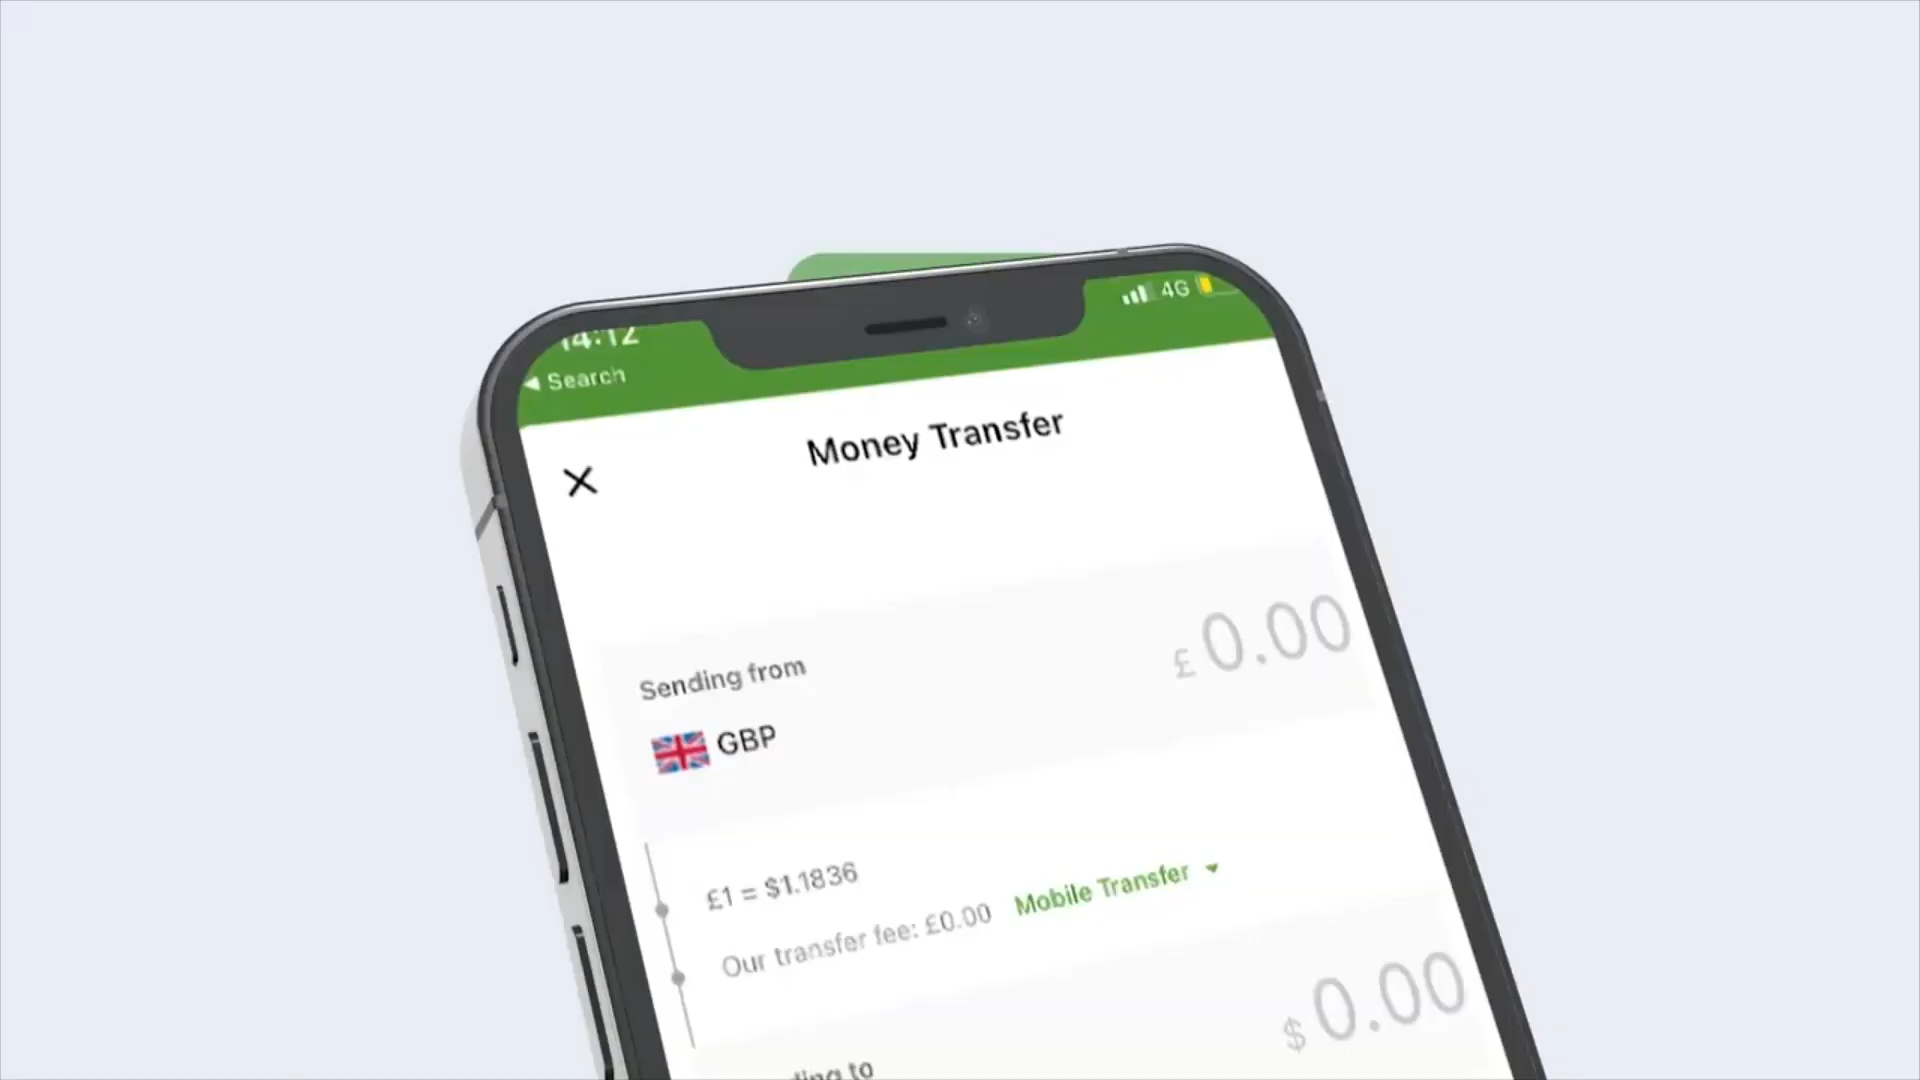 14:12
4G
◀ Search
Money Transfer
Sending from
£0.00
GBP
£1 = $1.1836
Our transfer fee: £0.00 Mobile Transfer
$0.00
to